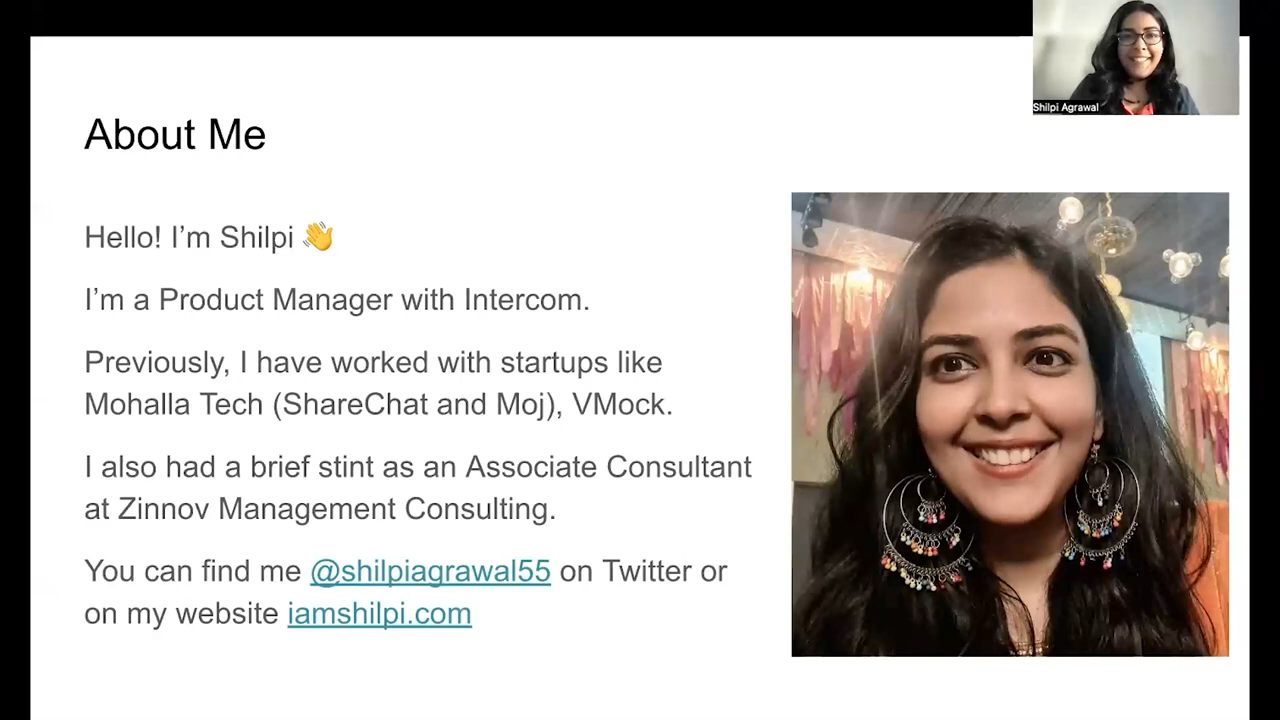 Shilpi Agrawal
About Me
Hello! I’m Shilpi 👋
I’m a Product Manager with Intercom.
Previously, I have worked with startups like
Mohalla Tech (ShareChat and Moj), VMock.
I also had a brief stint as an Associate Consultant
at Zinnov Management Consulting.
You can find me @shilpiagrawal55 on Twitter or
on my website iamshilpi.com